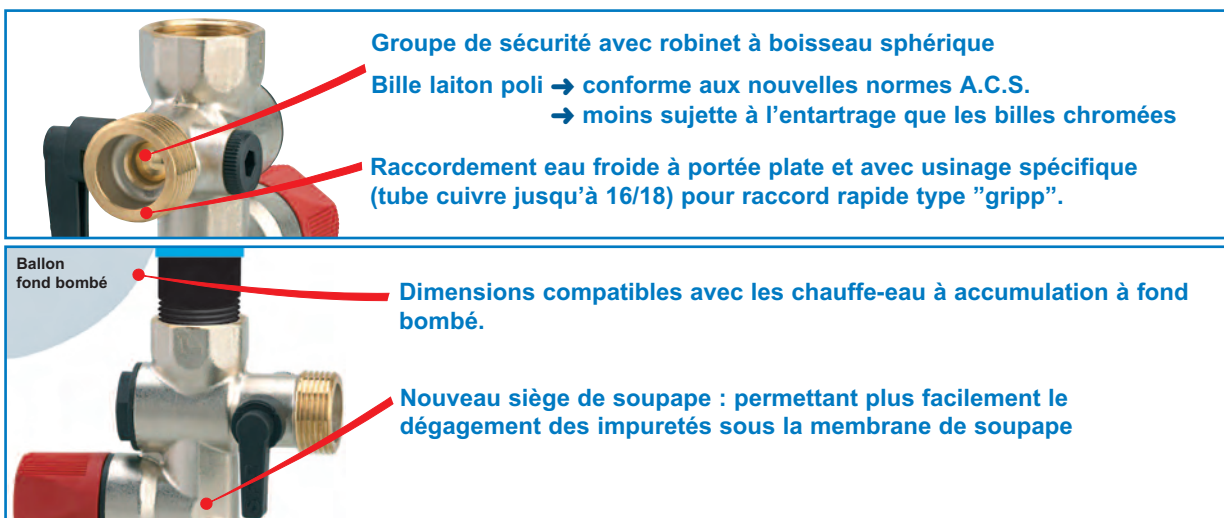 Groupe de sécurité avec robinet à boisseau sphérique
Bille laiton poli ➔ conforme aux nouvelles normes A.C.S.
➔ moins sujette à l’entartrage que les billes chromées
Raccordement eau froide à portée plate et avec usinage spécifique
(tube cuivre jusqu’à 16/18) pour raccord rapide type ”gripp”.
Ballon
fond bombé
Dimensions compatibles avec les chauffe-eau à accumulation à fond
bombé.
Nouveau siège de soupape : permettant plus facilement le
dégagement des impuretés sous la membrane de soupape